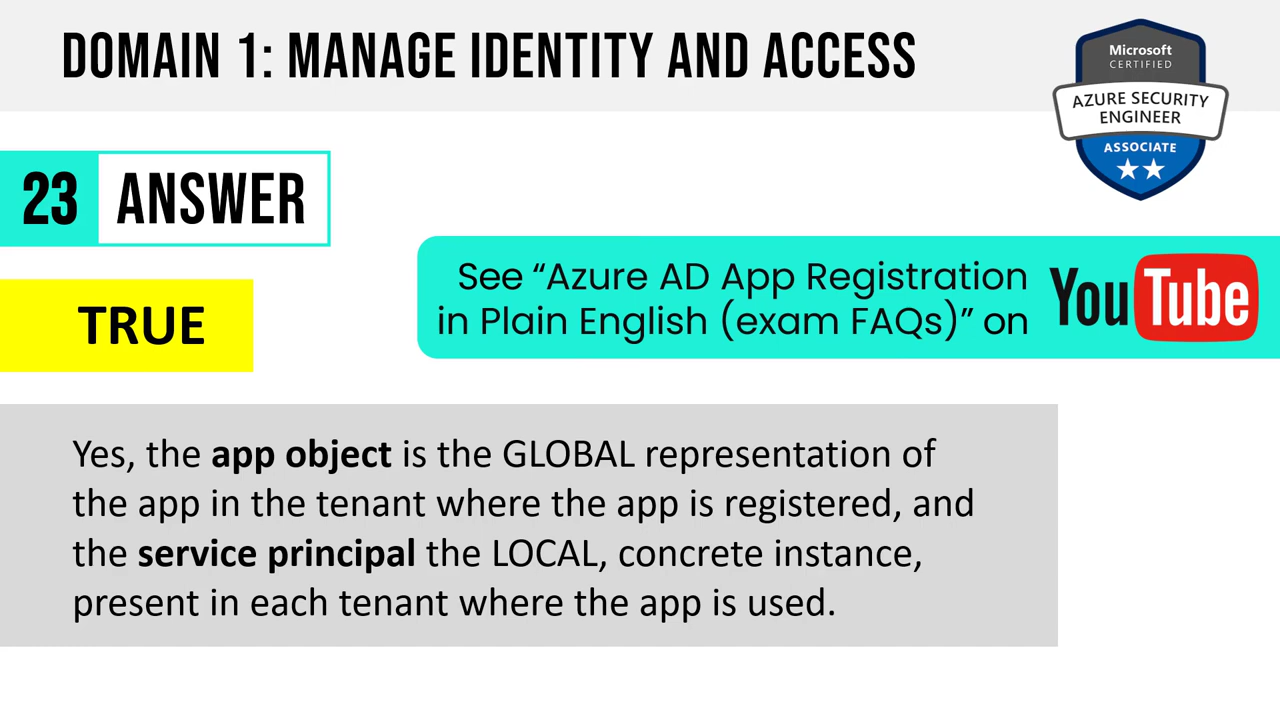 DOMAIN 1: MANAGE IDENTITY AND ACCESS
Microsoft
CERTIFIED
AZURE SECURITY
ENGINEER
ASSOCIATE
23 ANSWER
See “Azure AD App Registration
in Plain English (exam FAQs)” on
YouTube
TRUE
Yes, the app object is the GLOBAL representation of
the app in the tenant where the app is registered, and
the service principal the LOCAL, concrete instance,
present in each tenant where the app is used.